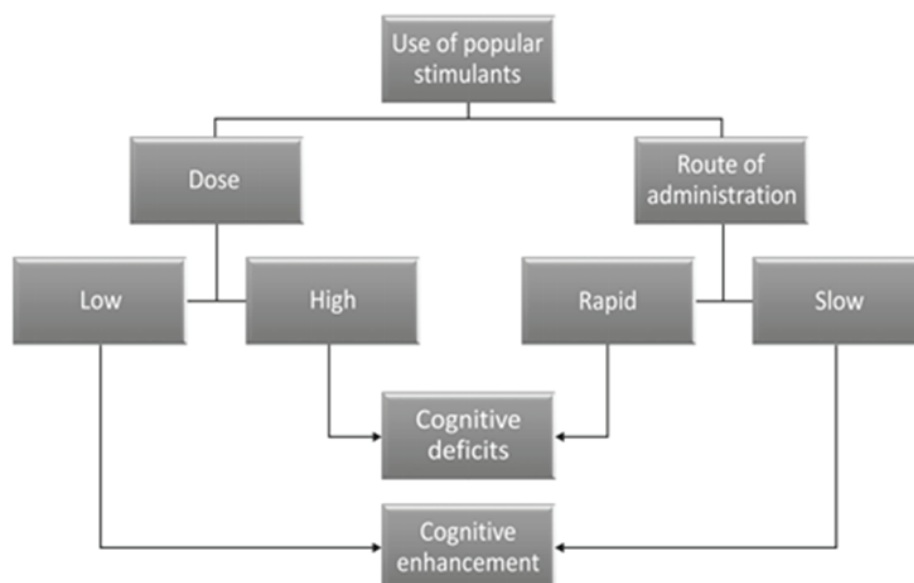 Use of popular
stimulants
Dose
Route of
administration
Low
High
Rapid
Slow
Cognitive
deficits
Cognitive
enhancement